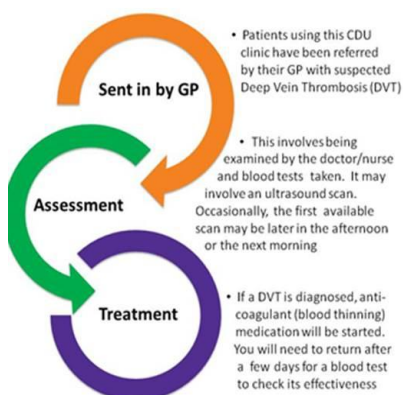 Sent in by GP
• Patients using this CDU
clinic have been referred
by their GP with suspected
Deep Vein Thrombosis (DVT)
Assessment
• This involves being
examined by the doctor/nurse
and blood tests taken. It may
involve an ultrasound scan.
Occasionally, the first available
scan may be later in the afternoon
or the next morning
Treatment
• If a DVT is diagnosed, anti-
coagulant (blood thinning)
medication will be started.
You will need to return after
a few days for a blood test
to check its effectiveness